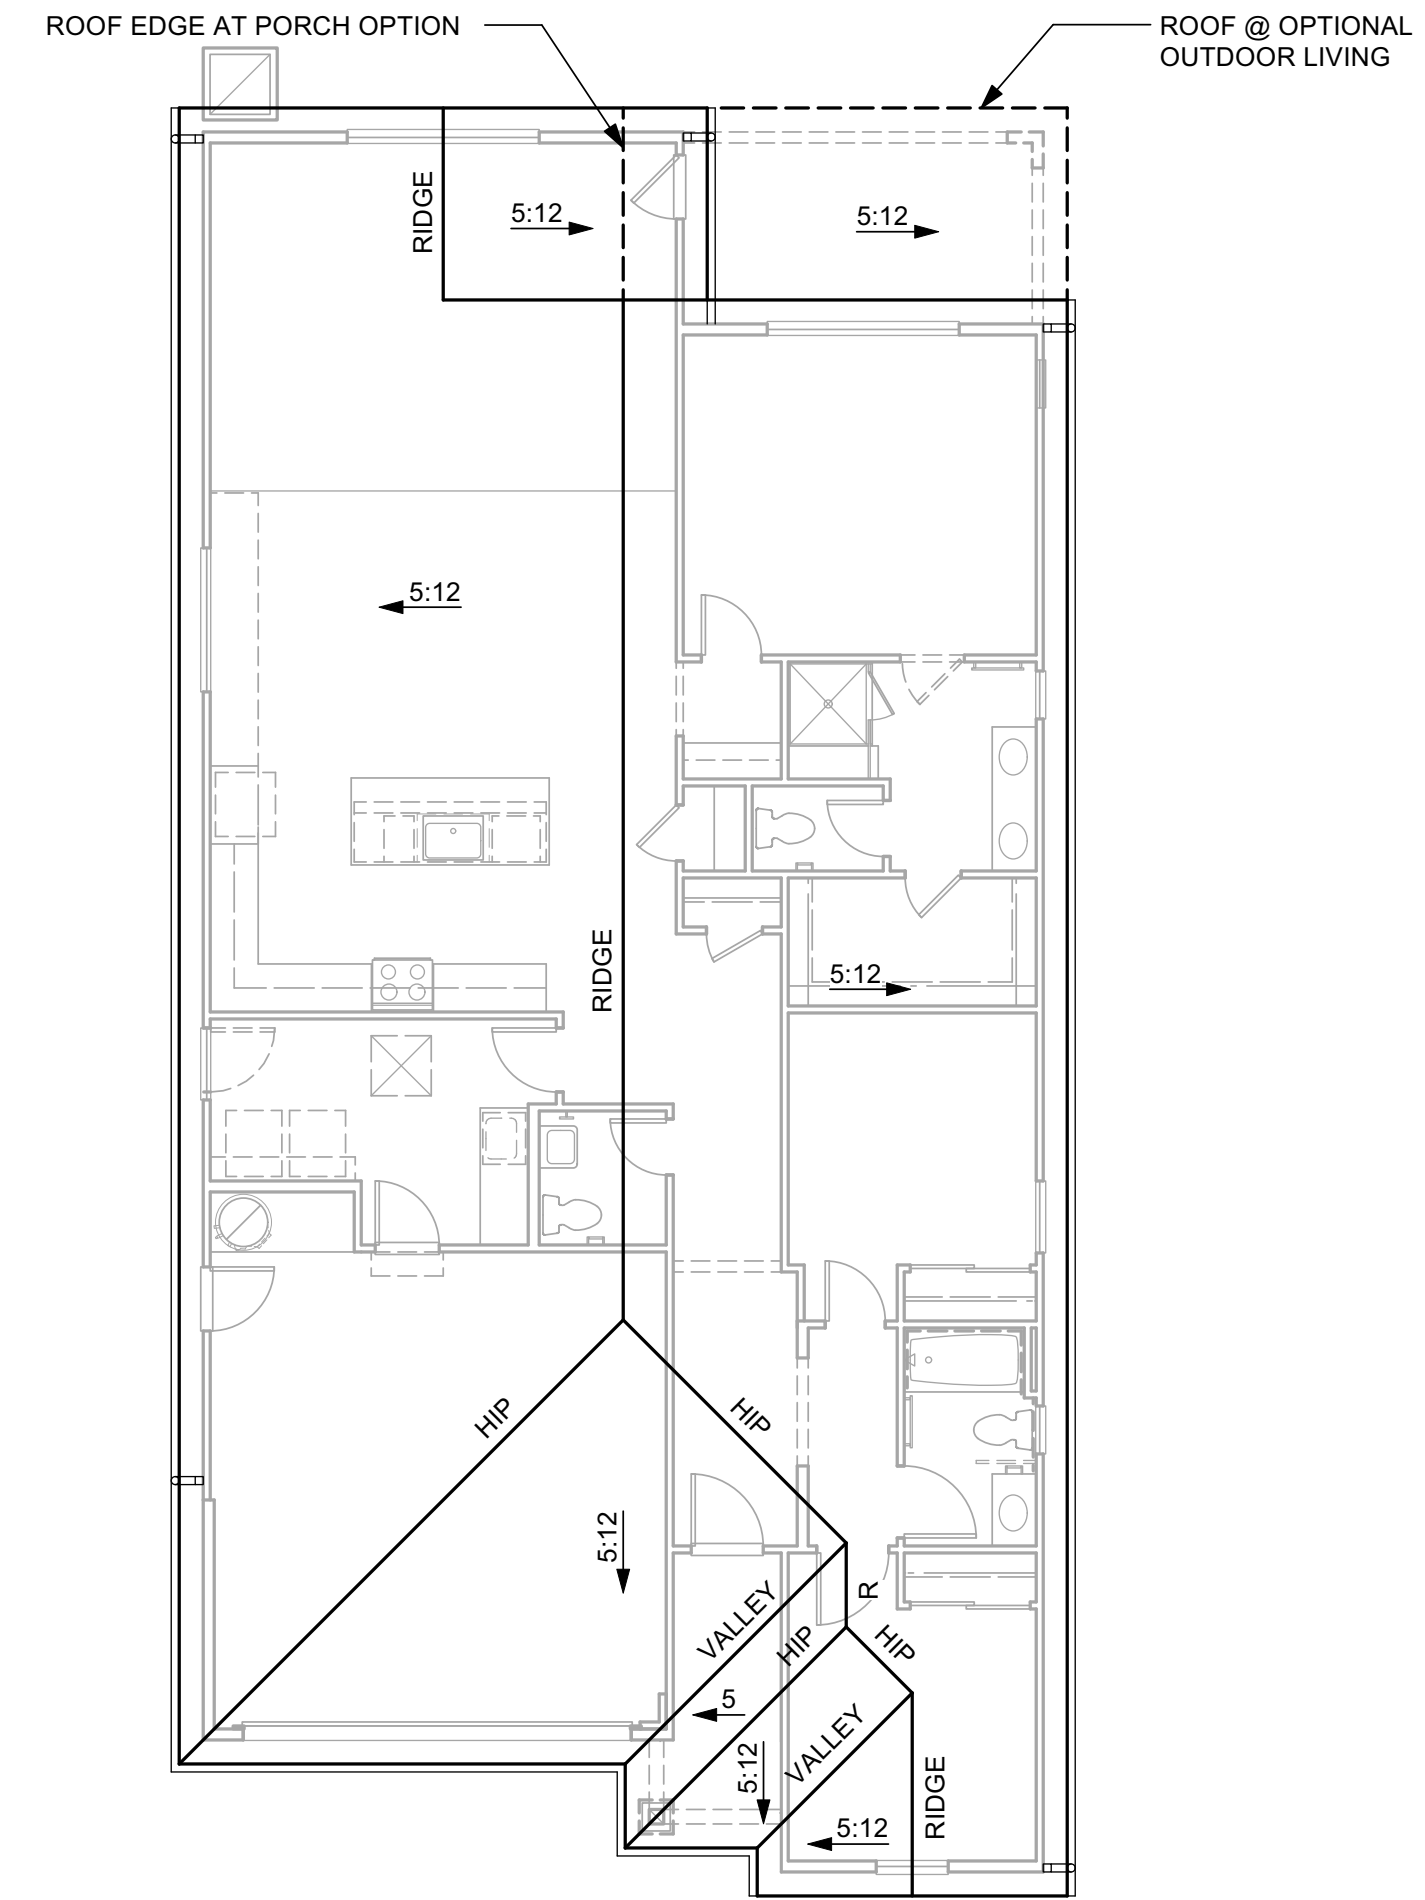 ROOF EDGE AT PORCH OPTION
ROOF @ OPTIONAL
OUTDOOR LIVING
RIDGE
5:12
5:12
5:12
RIDGE
5:12
HIP
HIP
5:12
VALLEY
R
HIP
HIP
5
VALLEY
5:12
RIDGE
5:12